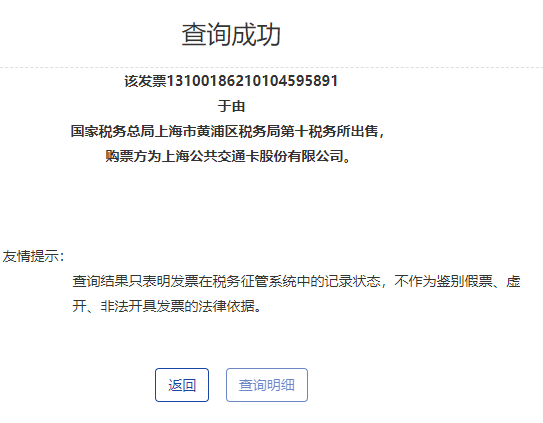 查询成功
该发票13100186210104595891
于由
国家税务总局上海市黄浦区税务局第十税务所出售，
购票方为上海公共交通卡股份有限公司。
友情提示：
查询结果只表明发票在税务征管系统中的记录状态，不作为鉴别假票、虚
开、非法开具发票的法律依据。
返回
查询明细